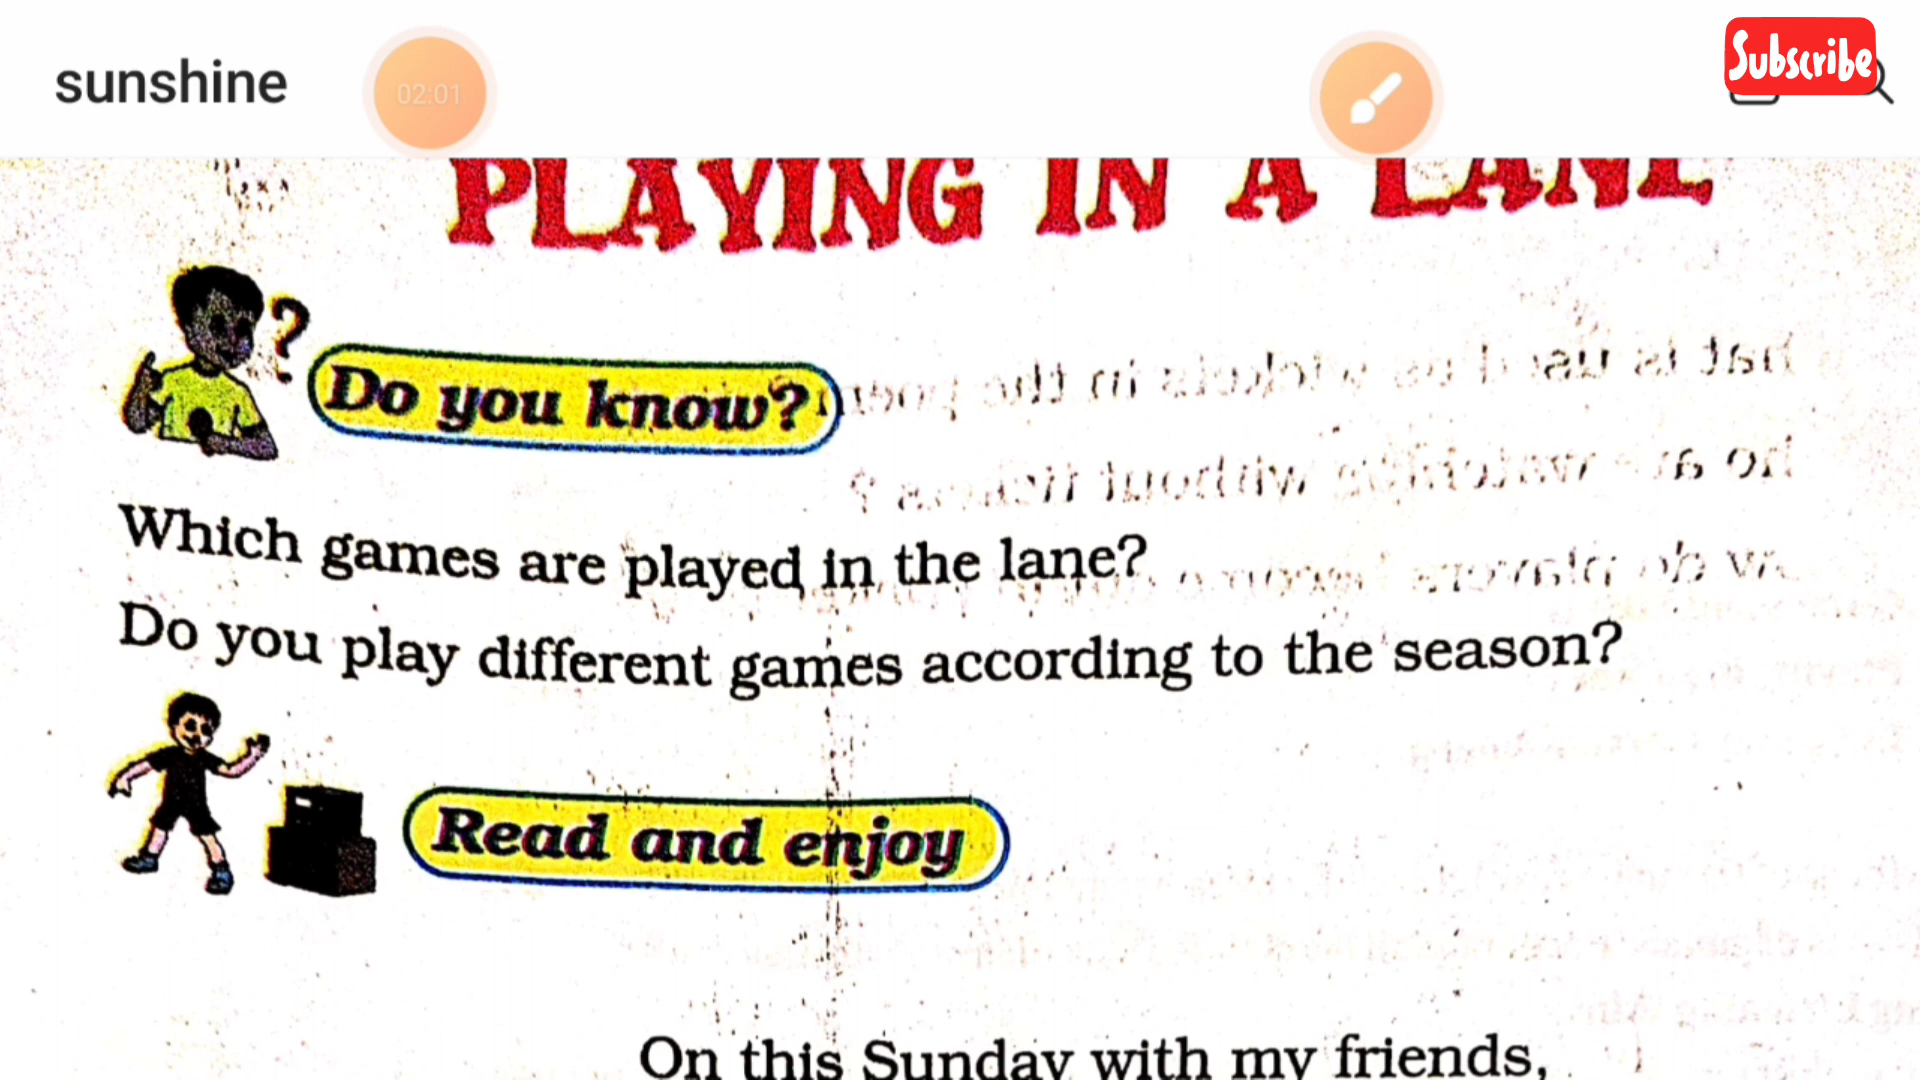 sunshine
02:01
Subscribe
PLAYING IN A LANE
?
Do you know?
Which games are played in the lane?
Do you play different games according to the season?
Read and enjoy
On this Sunday with my friends,